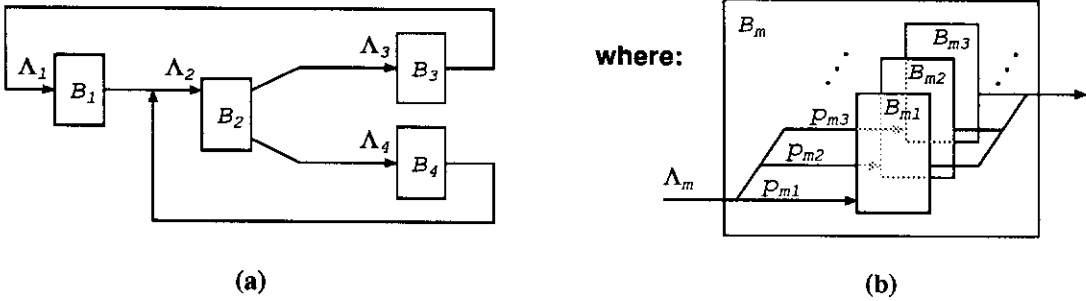 Λ1
B1
Λ2
B2
Λ3
B3
Λ4
B4
(a)
where:
Bm
Bm3
Bm2
Bm1
pm3
pm2
Λm
pm1
(b)